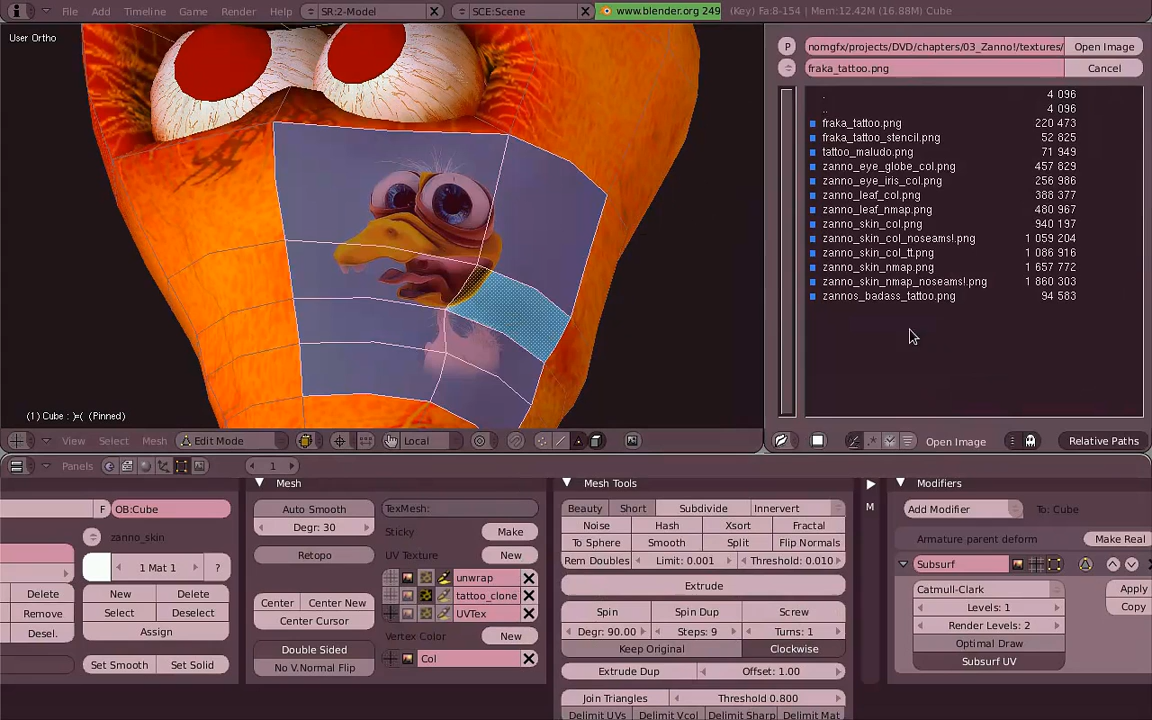 Add Timeline Game Render Help SR:2-Model SCE:Scene www.blender.org 249 (Key) Fa:8-154 | Mem:12.42M (16.88M) Cube
User Ortho
nomgfx/projects/DVD/chapters/03_Zanno!/textures/ Open Image
P
fraka_tattoo.png Cancel
. 4 096
.. 4 096
fraka_tattoo.png 220 473
fraka_tattoo_stencil.png 52 825
tattoo_maludo.png 71 949
zanno_eye_globe_col.png 457 829
zanno_eye_iris_col.png 256 986
zanno_leaf_col.png 388 377
zanno_leaf_nmap.png 480 967
zanno_skin_col.png 940 197
zanno_skin_col_noseams!.png 1 059 204
zanno_skin_col_tt.png 1 086 916
zanno_skin_nmap.png 1 657 772
zanno_skin_nmap_noseams!.png 1 860 303
zannos_badass_tattoo.png 94 583
(1) Cube : )=( (Pinned)
View Select Mesh Edit Mode Local Open Image Relative Paths
Panels 1
Mesh Mesh Tools Modifiers
F OB:Cube
zanno_skin
1 Mat 1 ?
Delete New Delete
Remove Select Deselect
Desel. Assign
Set Smooth Set Solid
Auto Smooth
Degr: 30
Retopo
Center Center New
Center Cursor
Double Sided
No V.Normal Flip
TexMesh:
Sticky Make
UV Texture New
unwrap
tattoo_clone
UVTex
Vertex Color New
Col
Beauty Short Subdivide Innervert
Noise Hash Xsort Fractal
To Sphere Smooth Split Flip Normals
Rem Doubles Limit: 0.001 Threshold: 0.010
Extrude
Spin Spin Dup Screw
Degr: 90.00 Steps: 9 Turns: 1
Keep Original Clockwise
Extrude Dup Offset: 1.00
Join Triangles Threshold 0.800
Delimit UVs Delimit Vcol Delimit Sharp Delimit Mat
M
Add Modifier To: Cube
Armature parent deform Make Real
Subsurf
Catmull-Clark Apply
Levels: 1 Copy
Render Levels: 2
Optimal Draw
Subsurf UV